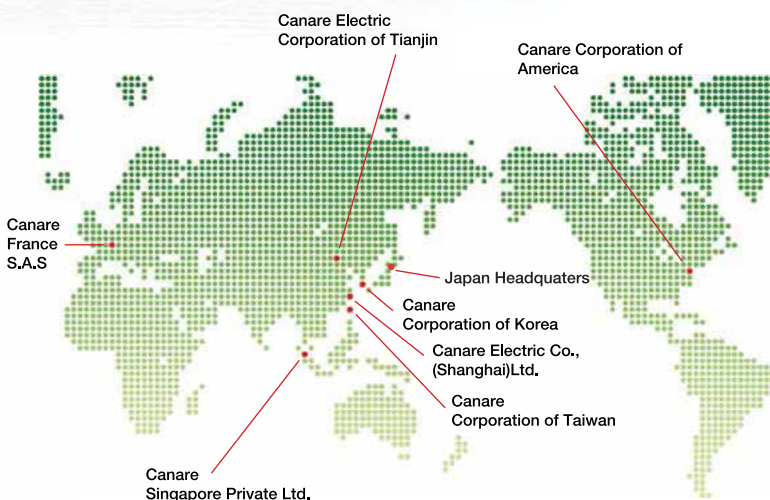 Canare Electric
Corporation of Tianjin
Canare Corporation of
America
Canare
France
S.A.S
Japan Headquaters
Canare
Corporation of Korea
Canare Electric Co.,
(Shanghai)Ltd.
Canare
Corporation of Taiwan
Canare
Singapore Private Ltd.